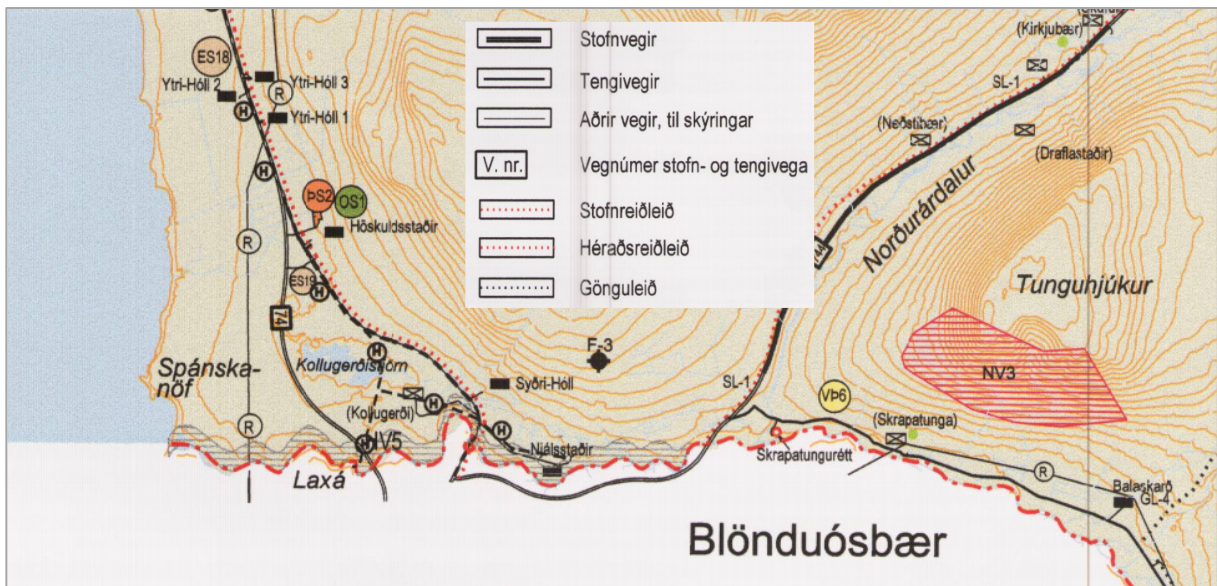 ES18
Ytri-Hóll 2
Ytri-Hóll 3
R
Ytri-Hóll 1
H
H
ÞS2
OS1
Höskuldsstaðir
R
ES19
H
74
Spánska-
nöf
Kollugerðistjörn
H
(Kollugerði)
H
Syðri-Hóll
F-3
H
R
H
NV5
Njálsstaðir
Laxá
Stofnvegir
Tengivegir
Aðrir vegir, til skýringar
V. nr.
Vegnúmer stofn- og tengivega
Stofnreiðleið
Héraðsreiðleið
Gönguleið
(Kirkjubær)
SL-1
(Neðstibær)
(Draflastaðir)
Norðurárdalur
Tunguhjúkur
NV3
SL-1
VÞ6
(Skrapatunga)
Skrapatungurétt
R
Balaskarð
GL-4
Blönduósbær